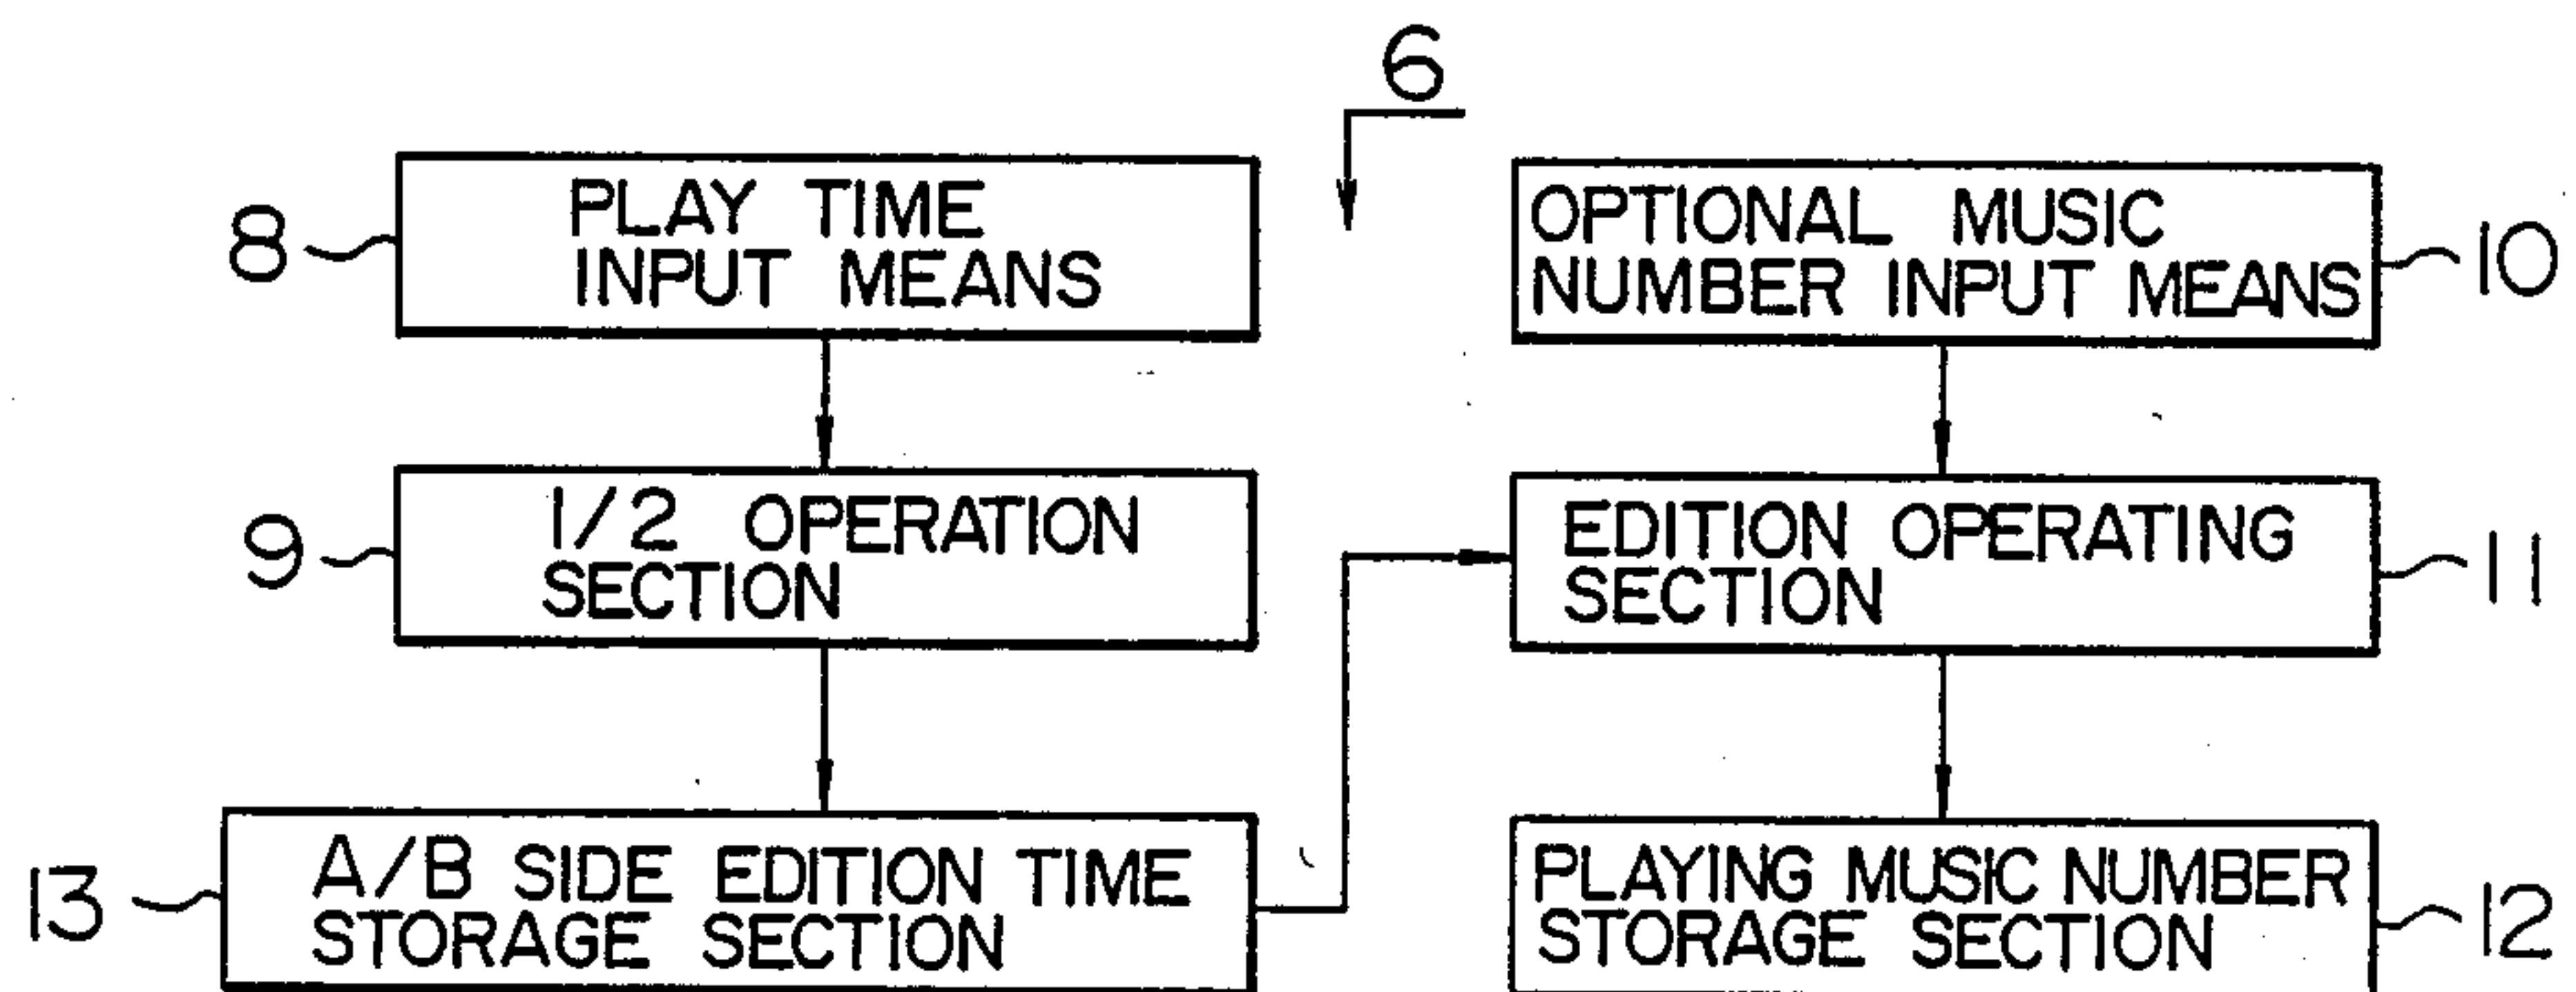 6
8
PLAY TIME
INPUT MEANS
OPTIONAL MUSIC
NUMBER INPUT MEANS
10
9
1/2 OPERATION
SECTION
EDITION OPERATING
SECTION
11
13
A/B SIDE EDITION TIME
STORAGE SECTION
PLAYING MUSIC NUMBER
STORAGE SECTION
12